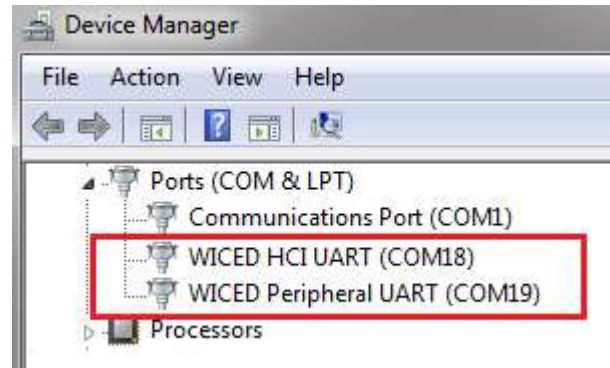 Device Manager
File Action View Help
Ports (COM & LPT)
Communications Port (COM1)
WICED HCI UART (COM18)
WICED Peripheral UART (COM19)
Processors